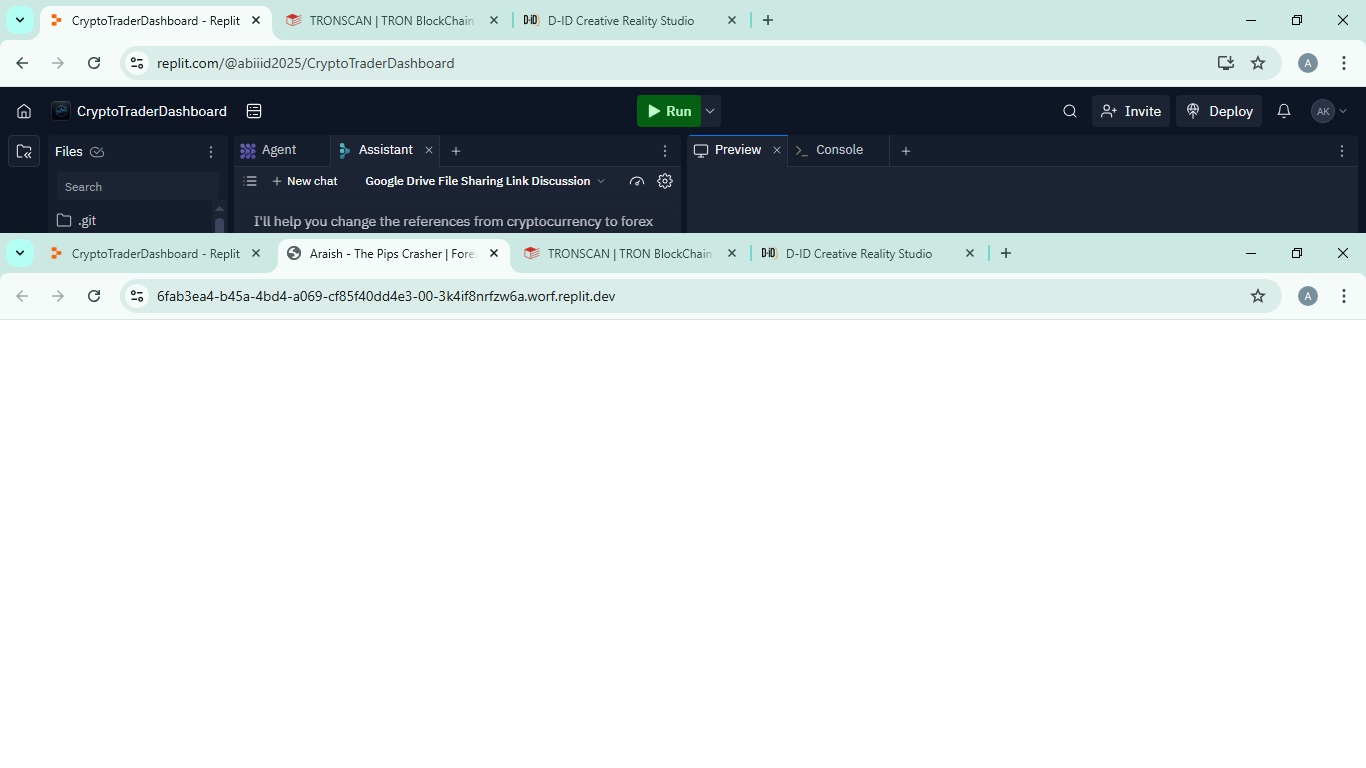 CryptoTraderDashboard - Replit
TRONSCAN | TRON BlockChain
D-ID D-ID Creative Reality Studio
replit.com/@abiiid2025/CryptoTraderDashboard
A
CryptoTraderDashboard
Run
Invite
Deploy
AK
Files
Agent
Assistant
Preview
Console
Search
New chat
Google Drive File Sharing Link Discussion
.git
I'll help you change the references from cryptocurrency to forex
CryptoTraderDashboard - Replit
Araish - The Pips Crasher | Fore
TRONSCAN | TRON BlockChain
D-ID D-ID Creative Reality Studio
6fab3ea4-b45a-4bd4-a069-cf85f40dd4e3-00-3k4if8nrfzw6a.worf.replit.dev
A